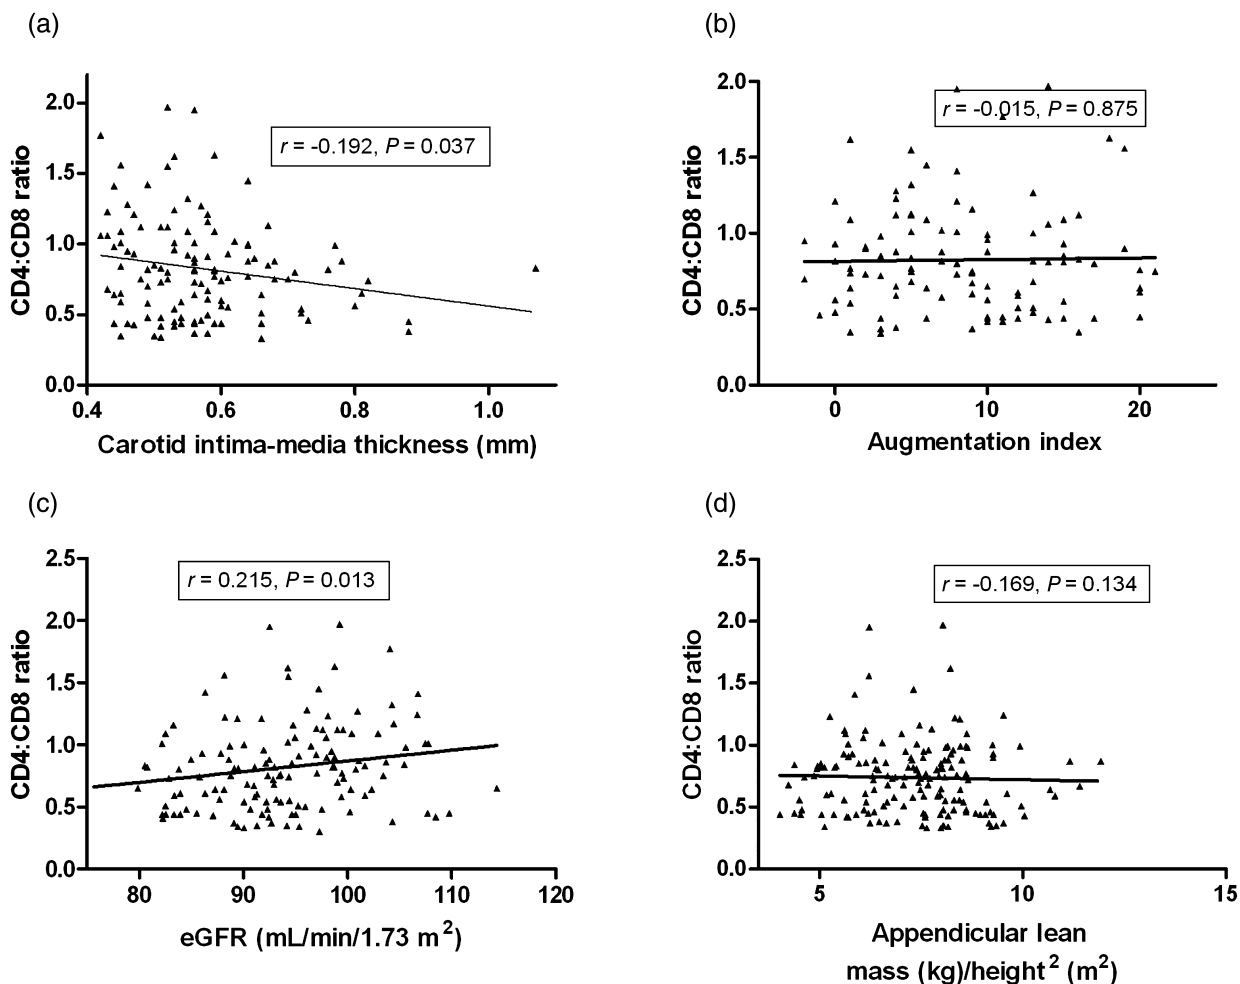 (a)
CD4:CD8 ratio
2.0
1.5
1.0
0.5
0.0
r = -0.192, P = 0.037
0.4
0.6
0.8
1.0
Carotid intima-media thickness (mm)
(b)
CD4:CD8 ratio
2.0
1.5
1.0
0.5
0.0
r = -0.015, P = 0.875
0
10
20
Augmentation index
(c)
CD4:CD8 ratio
2.5
2.0
1.5
1.0
0.5
0.0
r = 0.215, P = 0.013
80
90
100
110
120
eGFR (mL/min/1.73 m²)
(d)
CD4:CD8 ratio
2.5
2.0
1.5
1.0
0.5
0.0
r = -0.169, P = 0.134
5
10
15
Appendicular lean
mass (kg)/height² (m²)